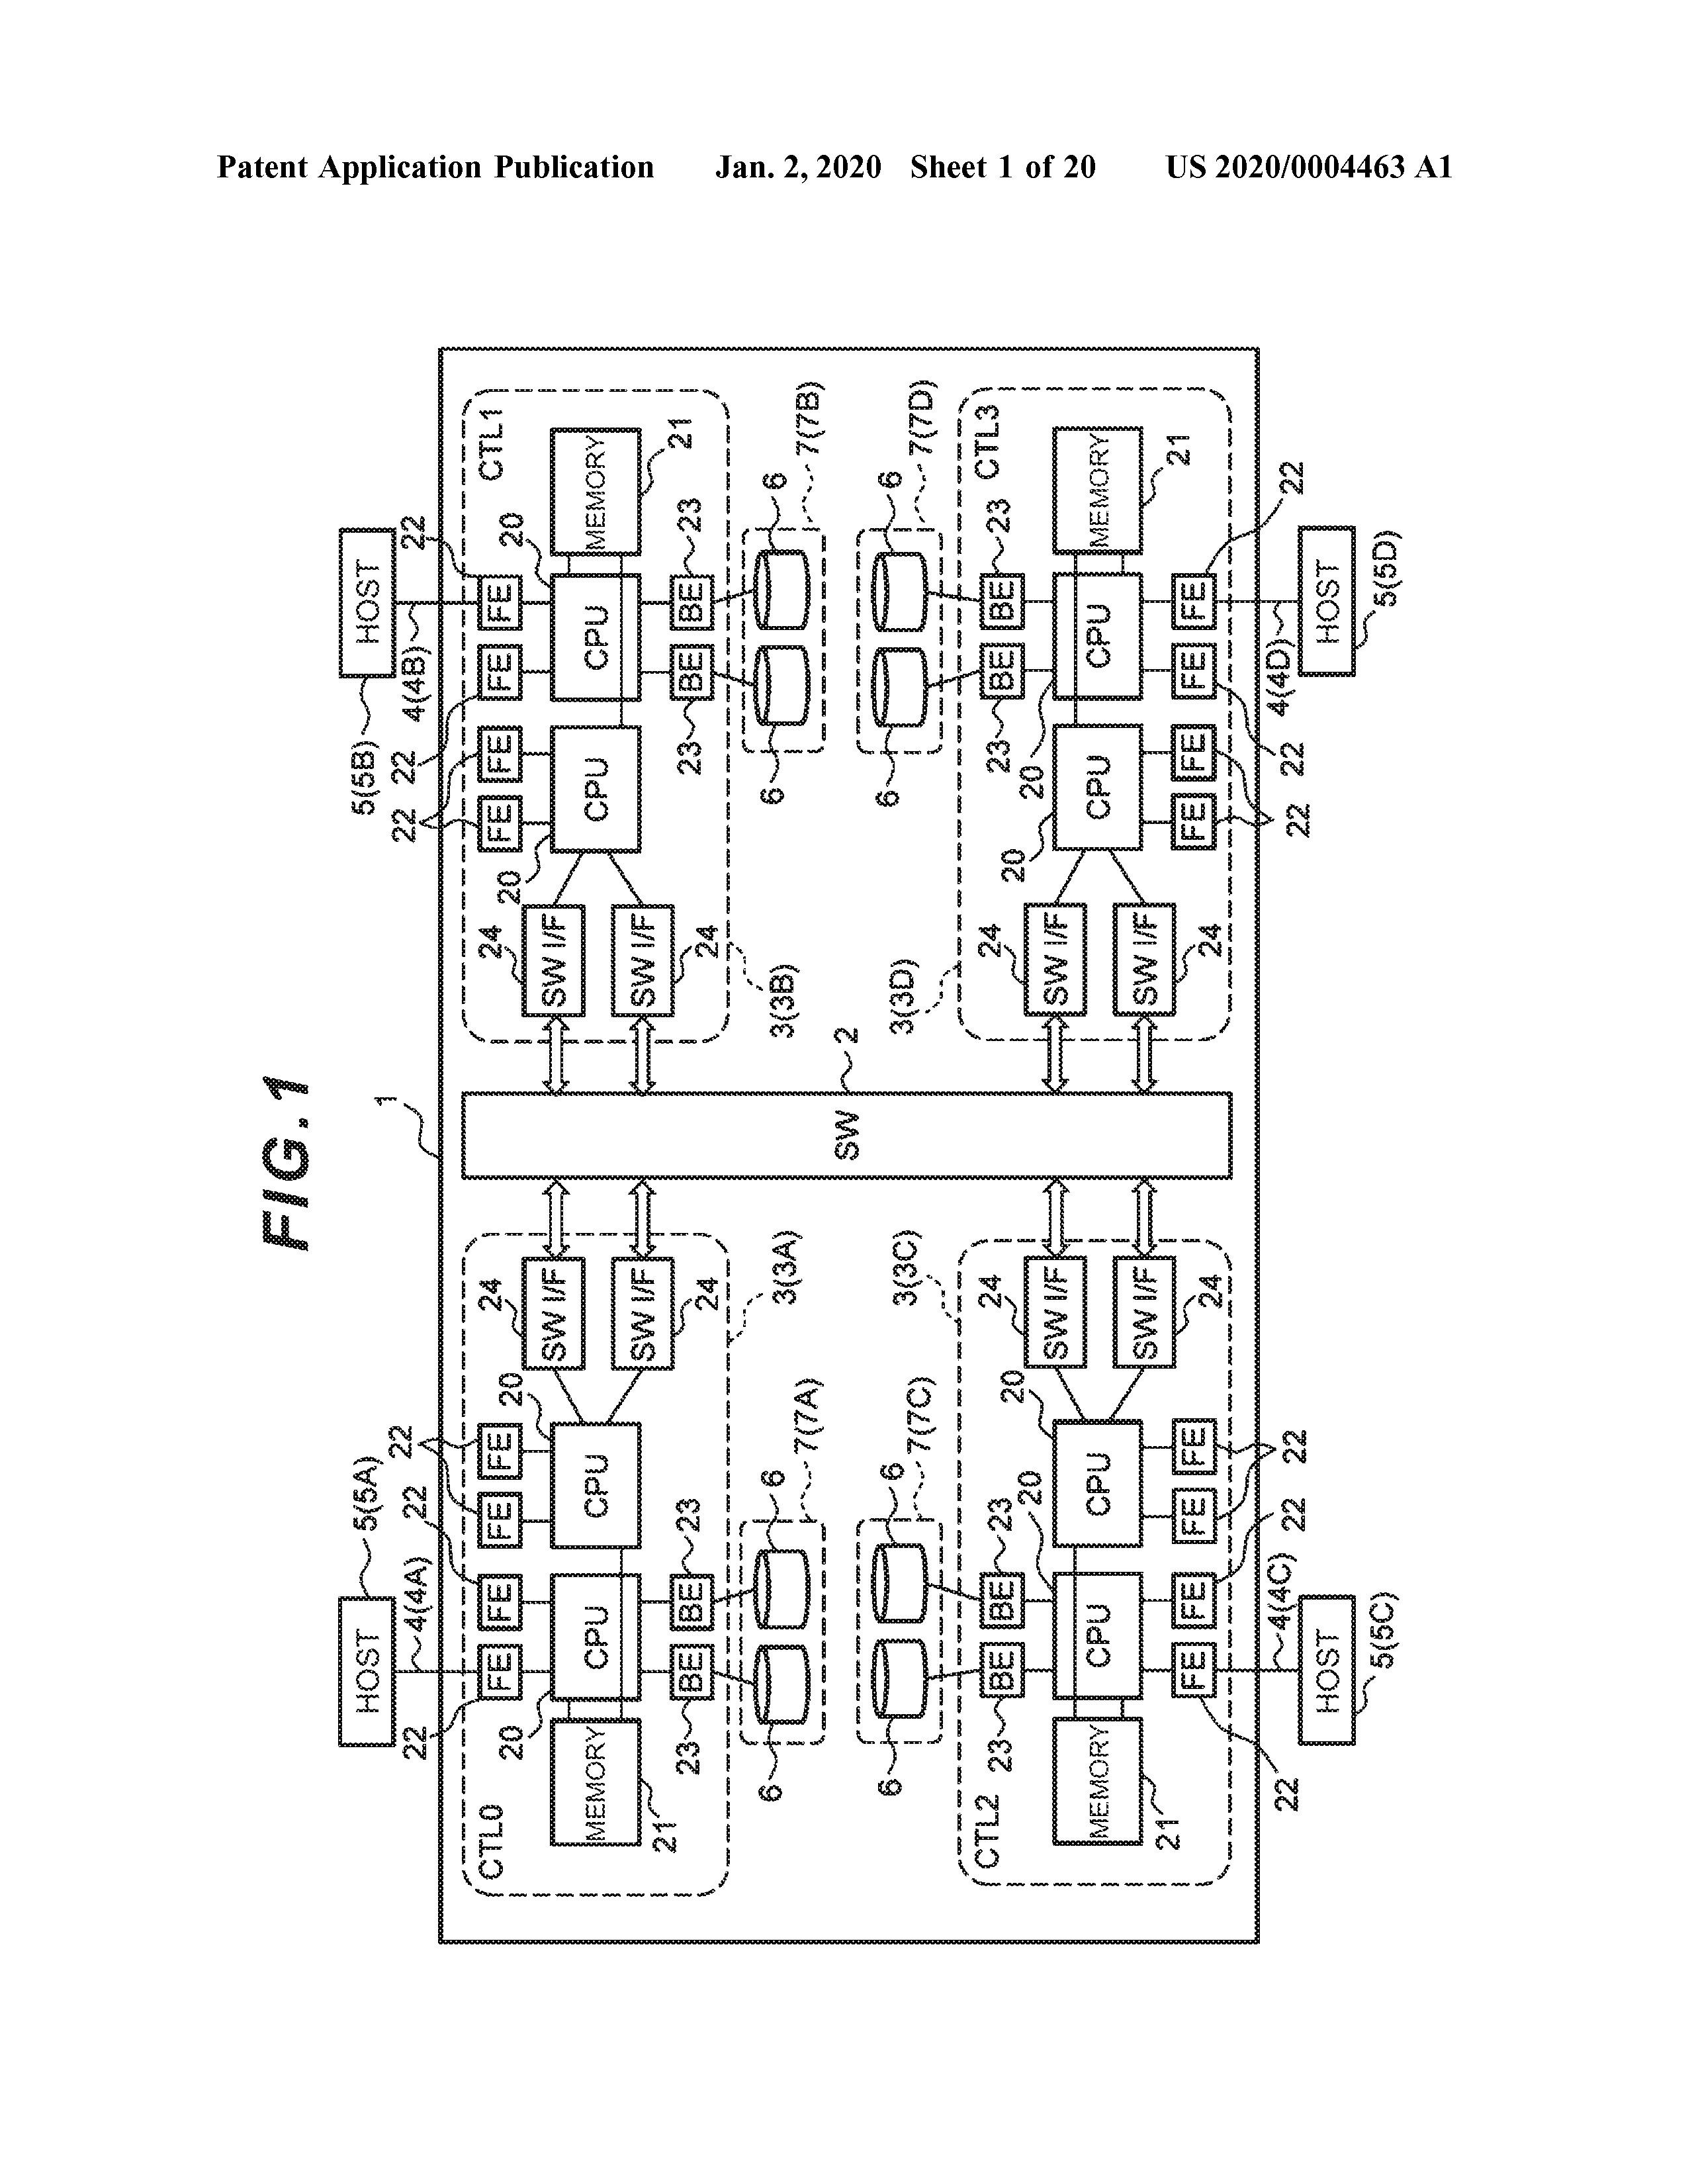 Patent Application Publication Jan. 2, 2020 Sheet 1 of 20 US 2020/0004463 A1
FIG.1
1
HOST
5(5A)
4(4A)
22
22
22
HOST
5(5B)
4(4B)
22
22
22
CTL0
FE
FE
FE
FE
20
20
24
MEMORY
CPU
CPU
SW I/F
SW I/F
21
BE
BE
23
23
24
3(3A)
6
6
7(7A)
CTL1
FE
FE
FE
FE
24
20
20
SW I/F
SW I/F
CPU
CPU
MEMORY
21
24
BE
BE
23
23
3(3B)
6
6
7(7B)
SW
2
6
6
7(7C)
3(3C)
CTL2
23
23
BE
BE
20
20
24
MEMORY
CPU
CPU
SW I/F
SW I/F
21
FE
FE
FE
FE
24
22
22
22
4(4C)
HOST
5(5C)
6
6
7(7D)
3(3D)
CTL3
23
23
BE
BE
24
20
20
SW I/F
SW I/F
CPU
CPU
MEMORY
21
24
FE
FE
FE
FE
22
22
22
4(4D)
HOST
5(5D)